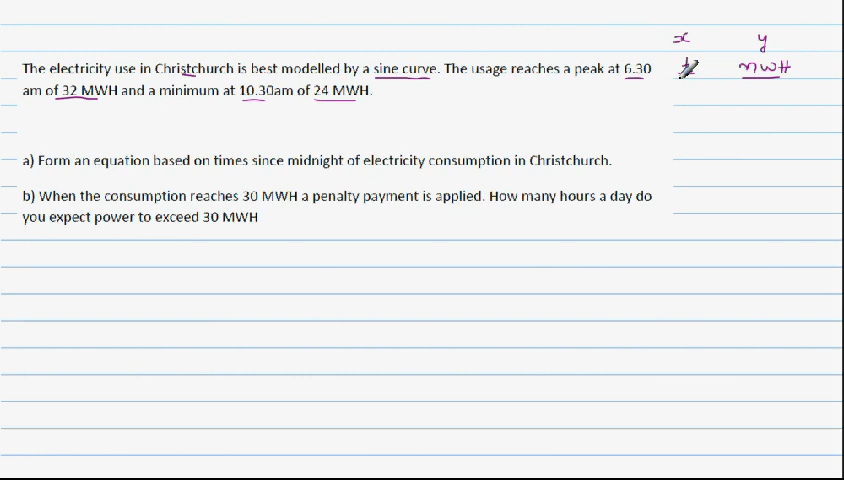 x y
The electricity use in Christchurch is best modelled by a sine curve. The usage reaches a peak at 6.30
am of 32 MWH and a minimum at 10.30am of 24 MWH.
MWH
a) Form an equation based on times since midnight of electricity consumption in Christchurch.
b) When the consumption reaches 30 MWH a penalty payment is applied. How many hours a day do
you expect power to exceed 30 MWH